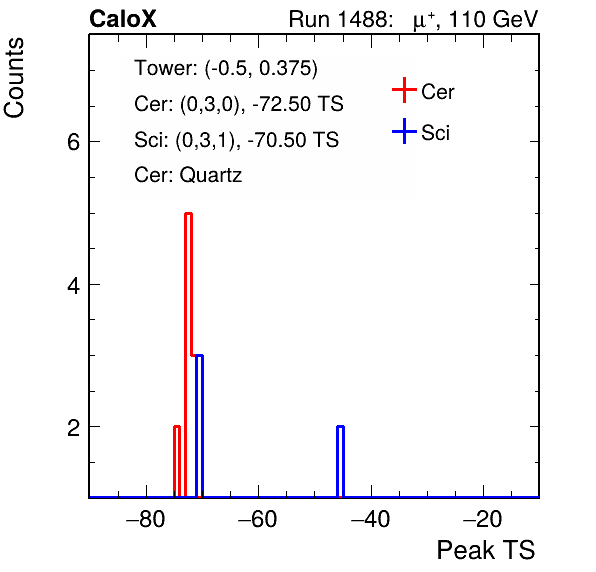 CaloX Run 1488: μ⁺, 110 GeV
Counts
Tower: (-0.5, 0.375)
Cer: (0,3,0), -72.50 TS
Sci: (0,3,1), -70.50 TS
Cer: Quartz
Cer
Sci
6
4
2
−80 −60 −40 −20
Peak TS